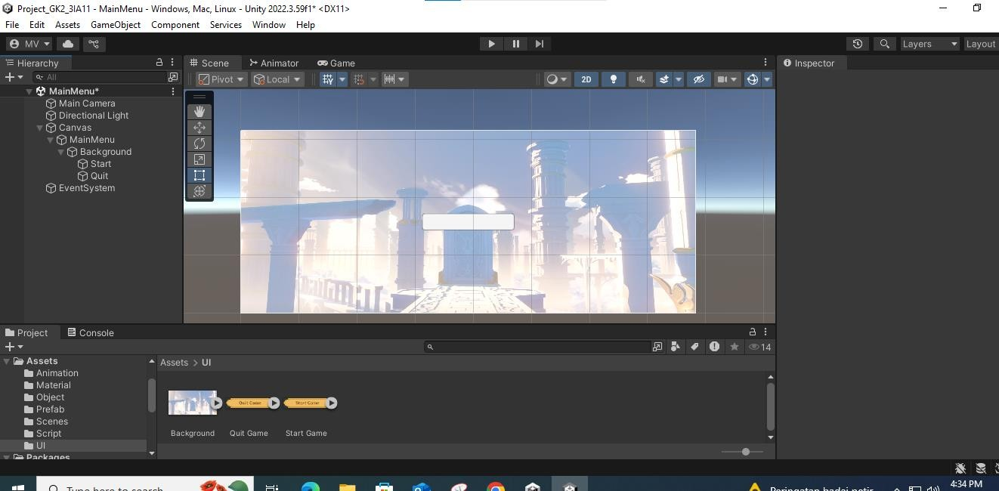 Project_GK2_3IA11 - MainMenu - Windows, Mac, Linux - Unity 2022.3.59f1* <DX11>
File Edit Assets GameObject Component Services Window Help
MV Layers Layout
Hierarchy Scene Animator Game Inspector
All Pivot Local 2D
MainMenu*
Main Camera
Directional Light
Canvas
MainMenu
Background
Start
Quit
EventSystem
Project Console
14
Assets Assets > UI
Animation
Material
Object
Prefab Quit Game Start Game
Scenes
Script Background Quit Game Start Game
UI
Packages
4:34 PM
Type here to search Peringatan badai petir